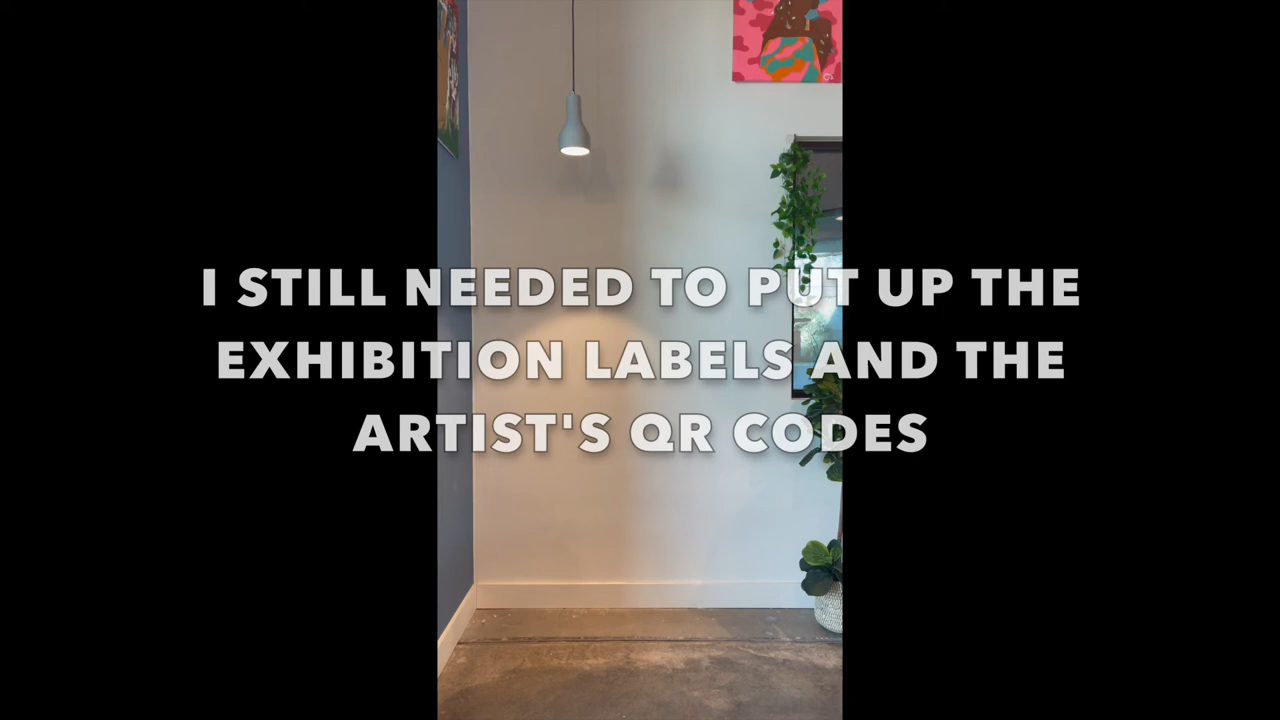 I STILL NEEDED TO PUT UP THE
EXHIBITION LABELS AND THE
ARTIST'S QR CODES